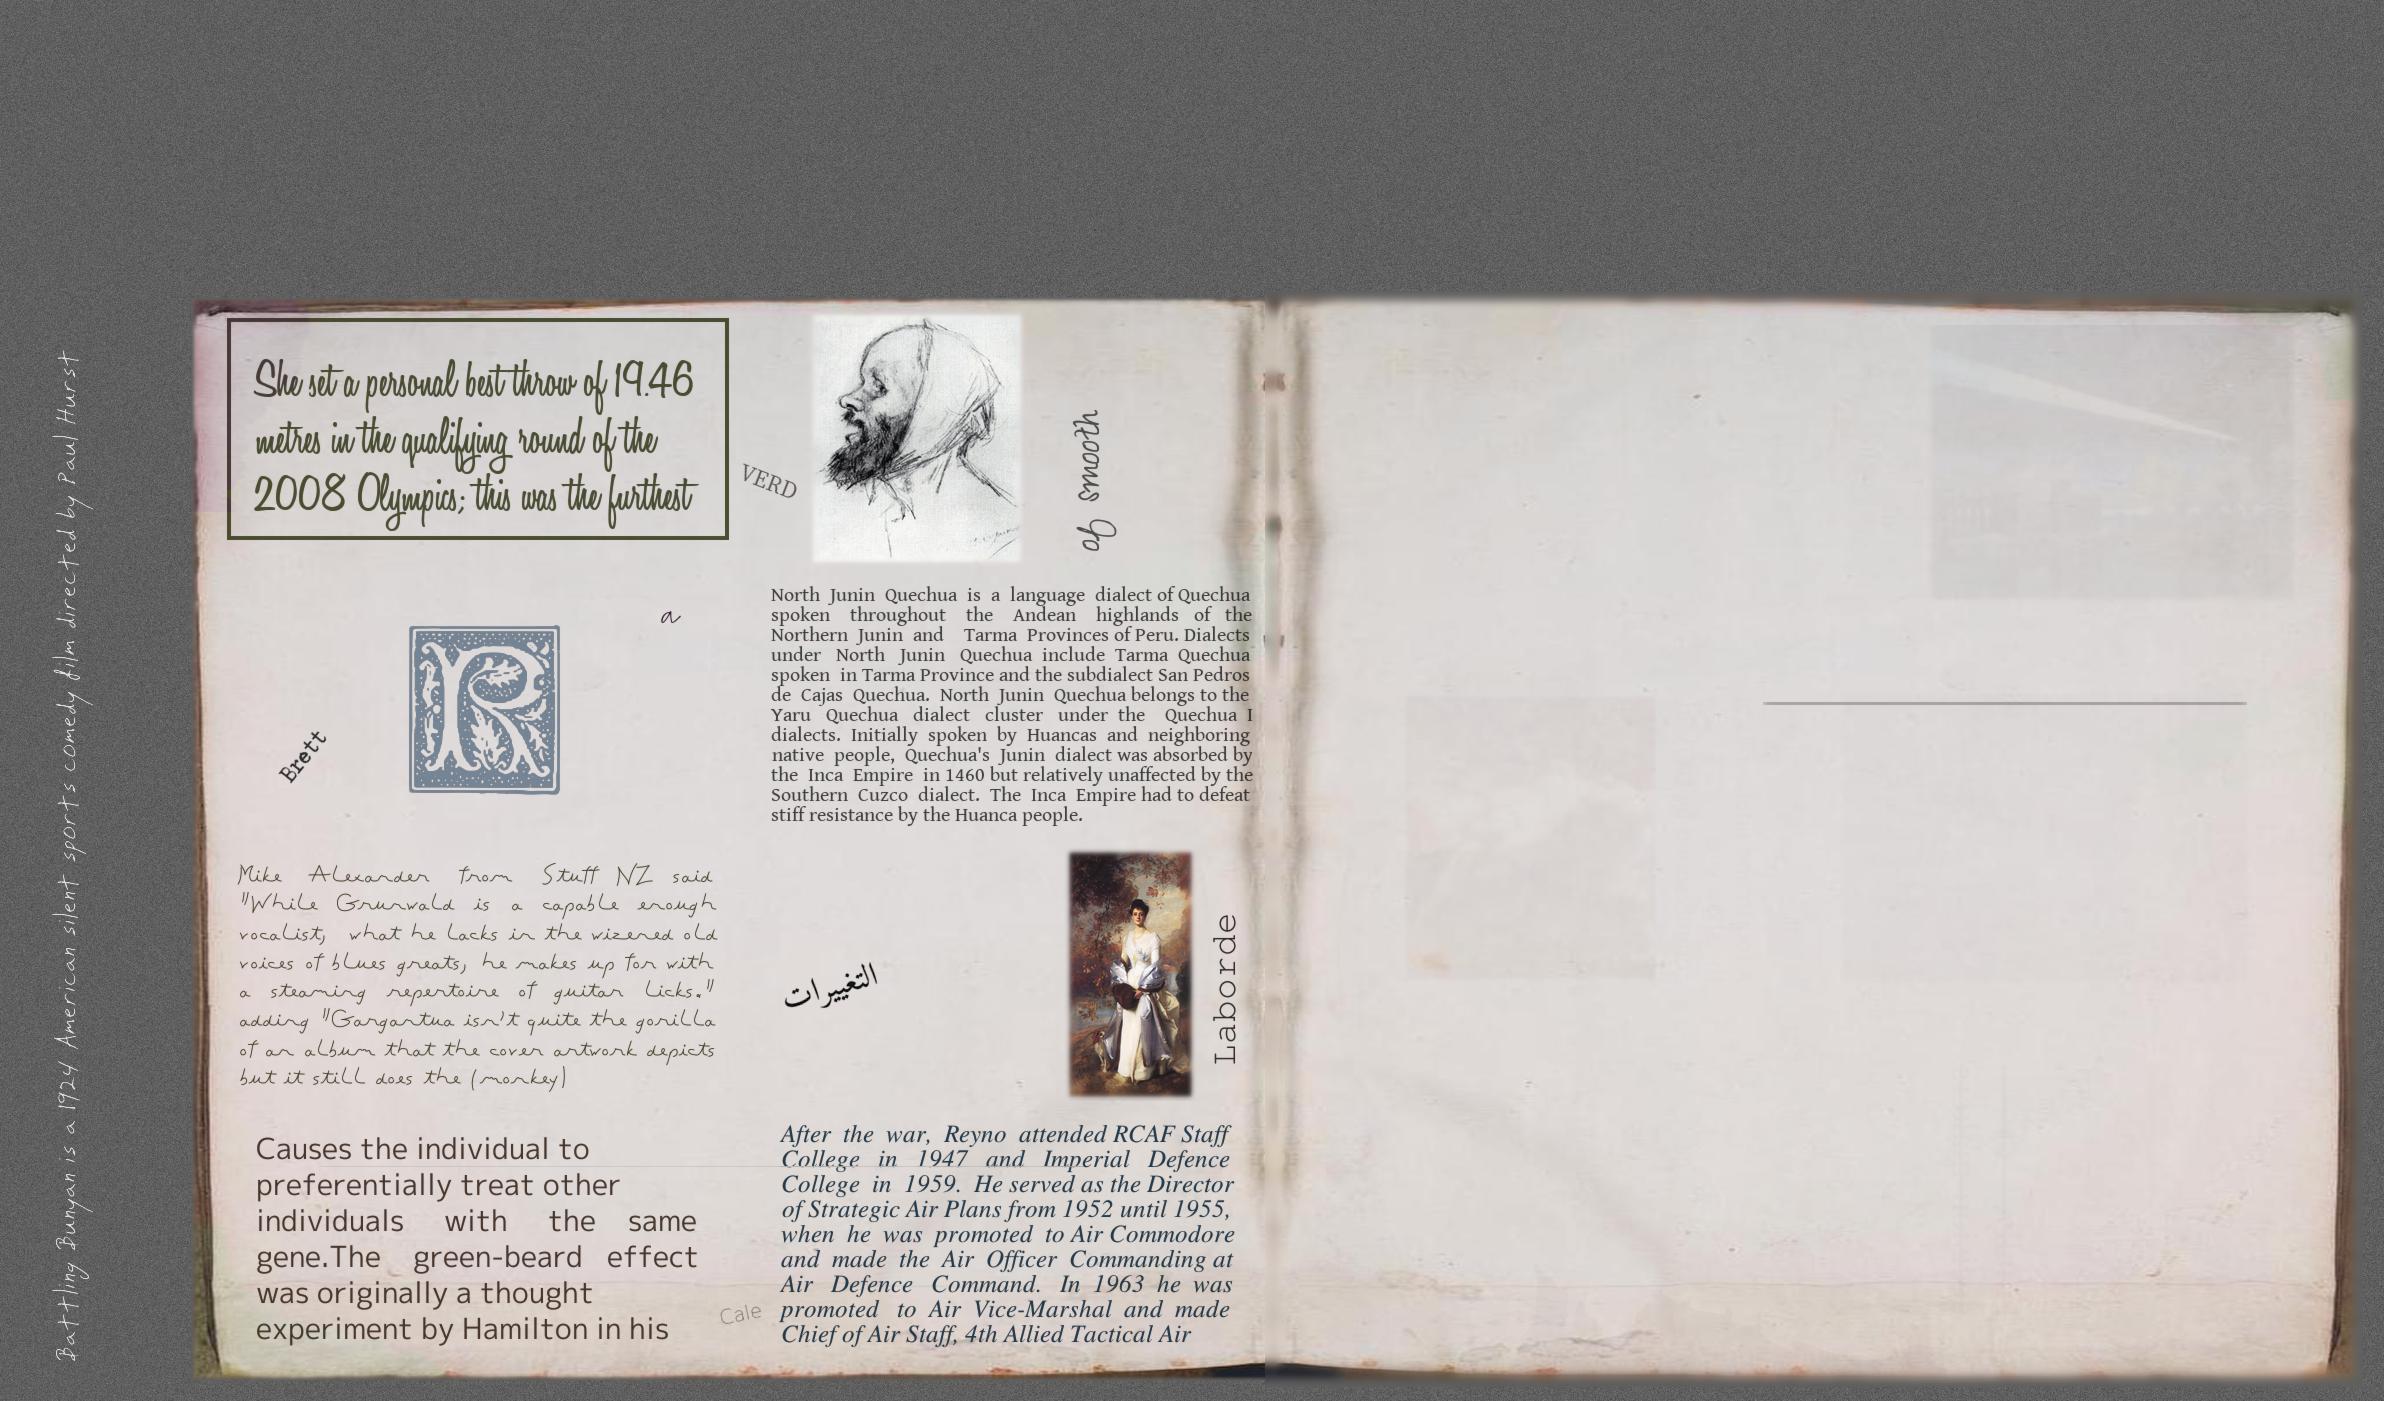 Battling Bunyan is a 1924 American silent sports comedy film directed by Paul Hurst
She set a personal best throw of 19.46
metres in the qualifying round of the
2008 Olympics; this was the furthest
a
R
Brett
Mike Alexander from Stuff NZ said
"While Grunwald is a capable enough
vocalist, what he lacks in the wizened old
voices of blues greats, he makes up for with
a steaming repertoire of guitar licks."
adding "Gargantua isn't quite the gorilla
of an album that the cover artwork depicts
but it still does the (monkey)
Causes the individual to
preferentially treat other
individuals with the same
gene.The green-beard effect
was originally a thought
experiment by Hamilton in his
Cale
VERD
of snoots
North Junin Quechua is a language dialect of Quechua
spoken throughout the Andean highlands of the
Northern Junin and Tarma Provinces of Peru. Dialects
under North Junin Quechua include Tarma Quechua
spoken in Tarma Province and the subdialect San Pedros
de Cajas Quechua. North Junin Quechua belongs to the
Yaru Quechua dialect cluster under the Quechua I
dialects. Initially spoken by Huancas and neighboring
native people, Quechua's Junin dialect was absorbed by
the Inca Empire in 1460 but relatively unaffected by the
Southern Cuzco dialect. The Inca Empire had to defeat
stiff resistance by the Huanca people.
التغييرات
Laborde
After the war, Reyno attended RCAF Staff
College in 1947 and Imperial Defence
College in 1959. He served as the Director
of Strategic Air Plans from 1952 until 1955,
when he was promoted to Air Commodore
and made the Air Officer Commanding at
Air Defence Command. In 1963 he was
promoted to Air Vice-Marshal and made
Chief of Air Staff, 4th Allied Tactical Air